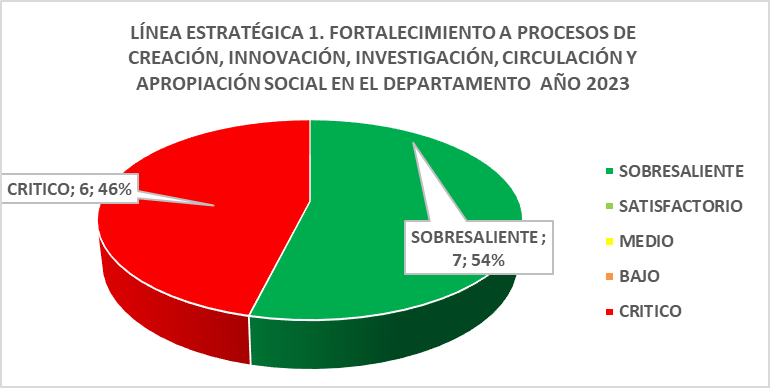 LÍNEA ESTRATÉGICA 1. FORTALECIMIENTO A PROCESOS DE
CREACIÓN, INNOVACIÓN, INVESTIGACIÓN, CIRCULACIÓN Y
APROPIACIÓN SOCIAL EN EL DEPARTAMENTO AÑO 2023
CRITICO; 6; 46%
SOBRESALIENTE ;
7; 54%
SOBRESALIENTE
SATISFACTORIO
MEDIO
BAJO
CRITICO